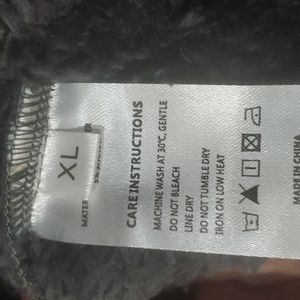 XL
MATER
CARE INSTRUCTIONS
MACHINE WASH AT 30°C, GENTLE
DO NOT BLEACH
LINE DRY
DO NOT TUMBLE DRY
IRON ON LOW HEAT
MADE IN CHINA